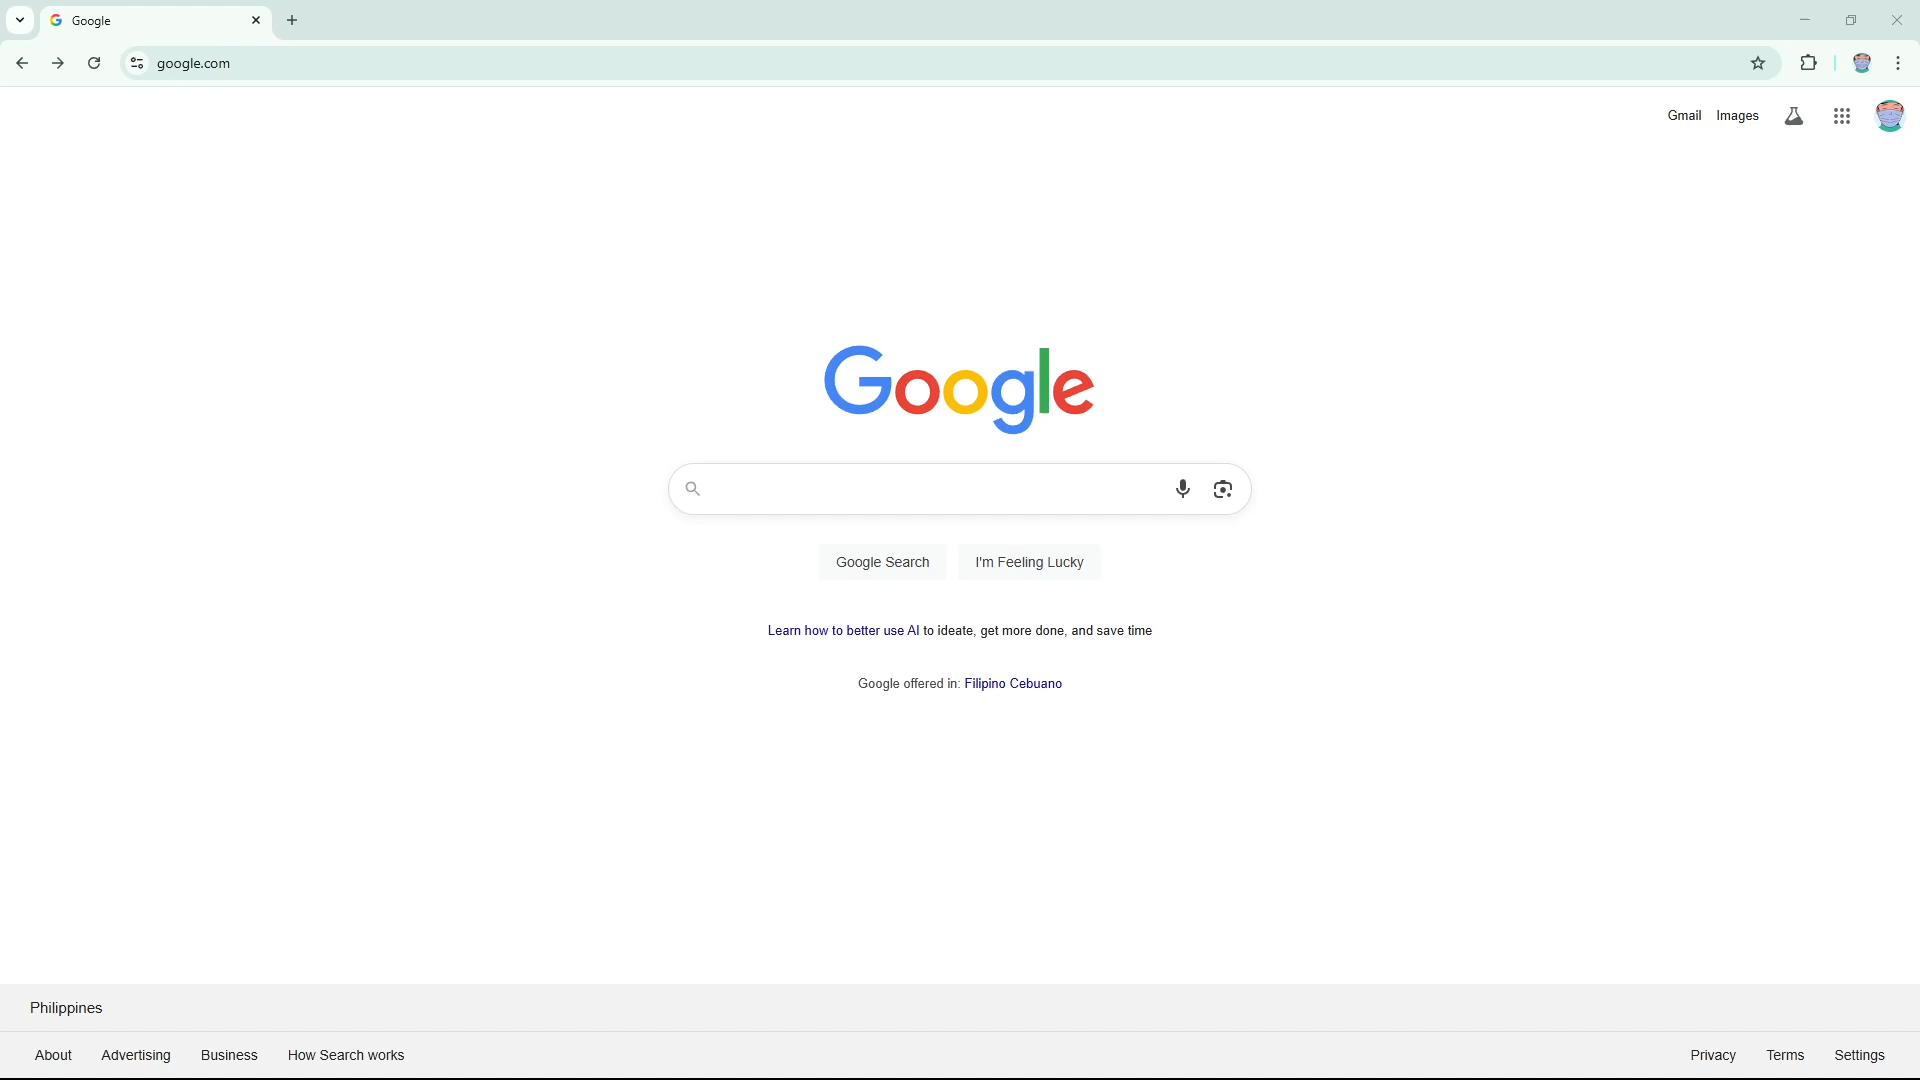 Google
google.com
Gmail Images
Google
Google Search I'm Feeling Lucky
Learn how to better use AI to ideate, get more done, and save time
Google offered in: Filipino Cebuano
Philippines
About Advertising Business How Search works Privacy Terms Settings